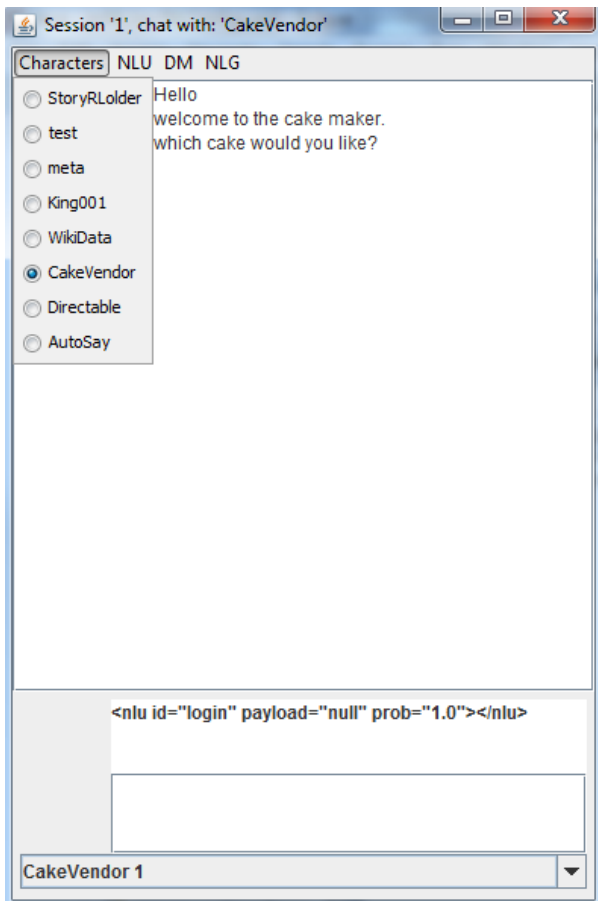 Session '1', chat with: 'CakeVendor'
Characters NLU DM NLG
StoryRLolder
test
meta
King001
WikiData
CakeVendor
Directable
AutoSay
Hello
welcome to the cake maker.
which cake would you like?
<nlu id="login" payload="null" prob="1.0"></nlu>
CakeVendor 1